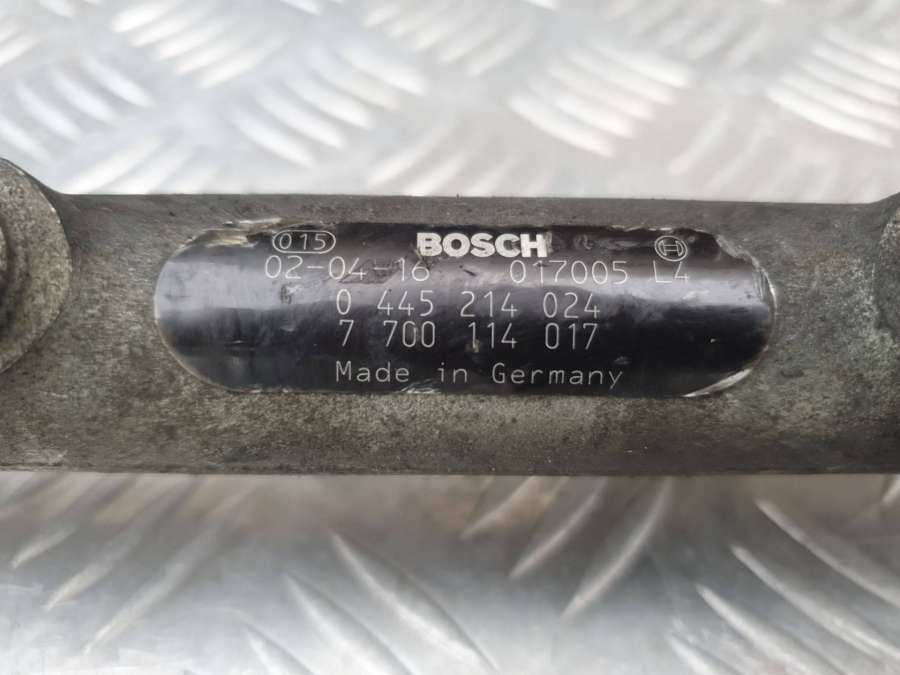 015 BOSCH
02-04-16 017005 L4
0 445 214 024
7 700 114 017
Made in Germany